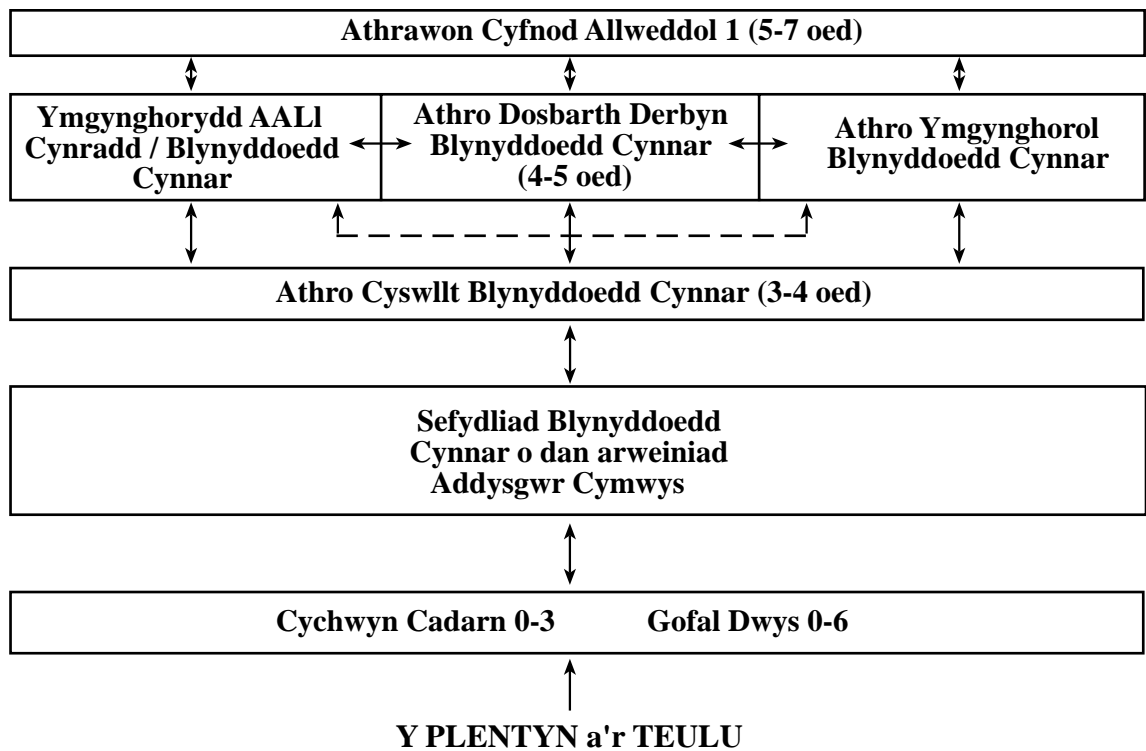 Athrawon Cyfnod Allweddol 1 (5-7 oed)
Ymgynghorydd AALl
Cynradd / Blynyddoedd
Cynnar
Athro Dosbarth Derbyn
Blynyddoedd Cynnar
(4-5 oed)
Athro Ymgynghorol
Blynyddoedd Cynnar
Athro Cyswllt Blynyddoedd Cynnar (3-4 oed)
Sefydliad Blynyddoedd
Cynnar o dan arweiniad
Addysgwr Cymwys
Cychwyn Cadarn 0-3 Gofal Dwys 0-6
Y PLENTYN a'r TEULU